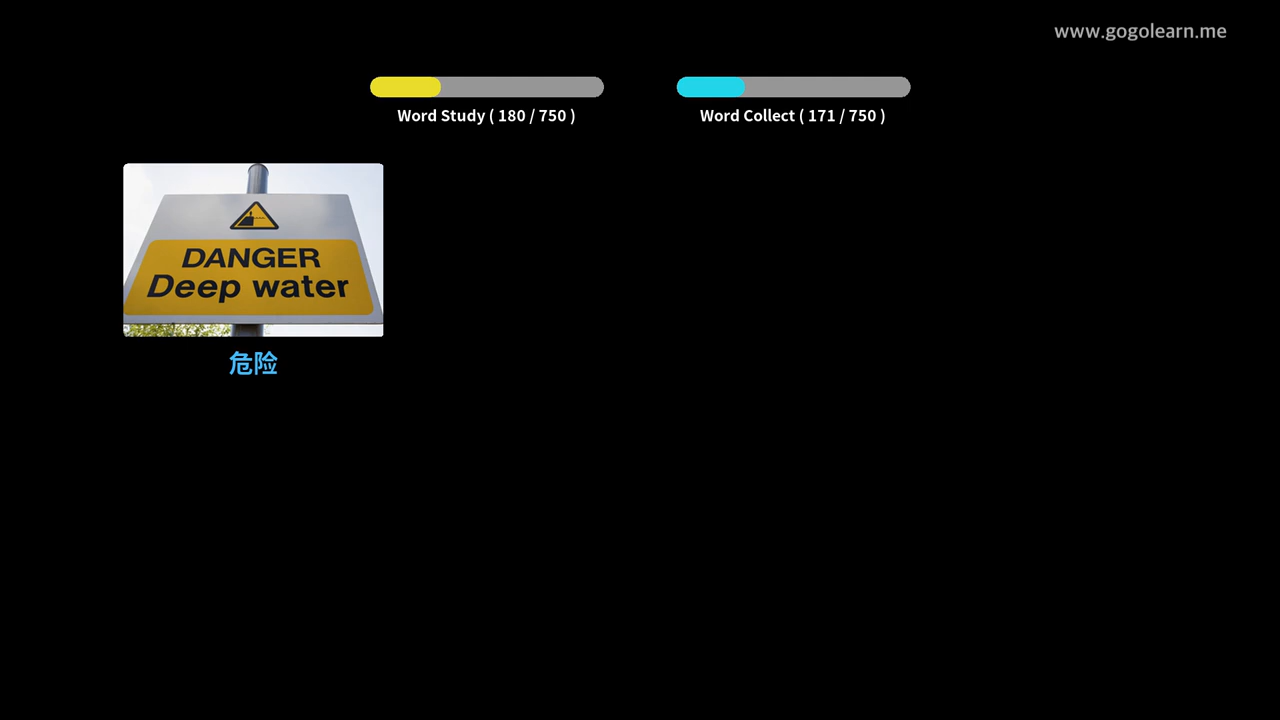 www.gogolearn.me
Word Study ( 180 / 750 )
Word Collect ( 171 / 750 )
DANGER
Deep water
危险